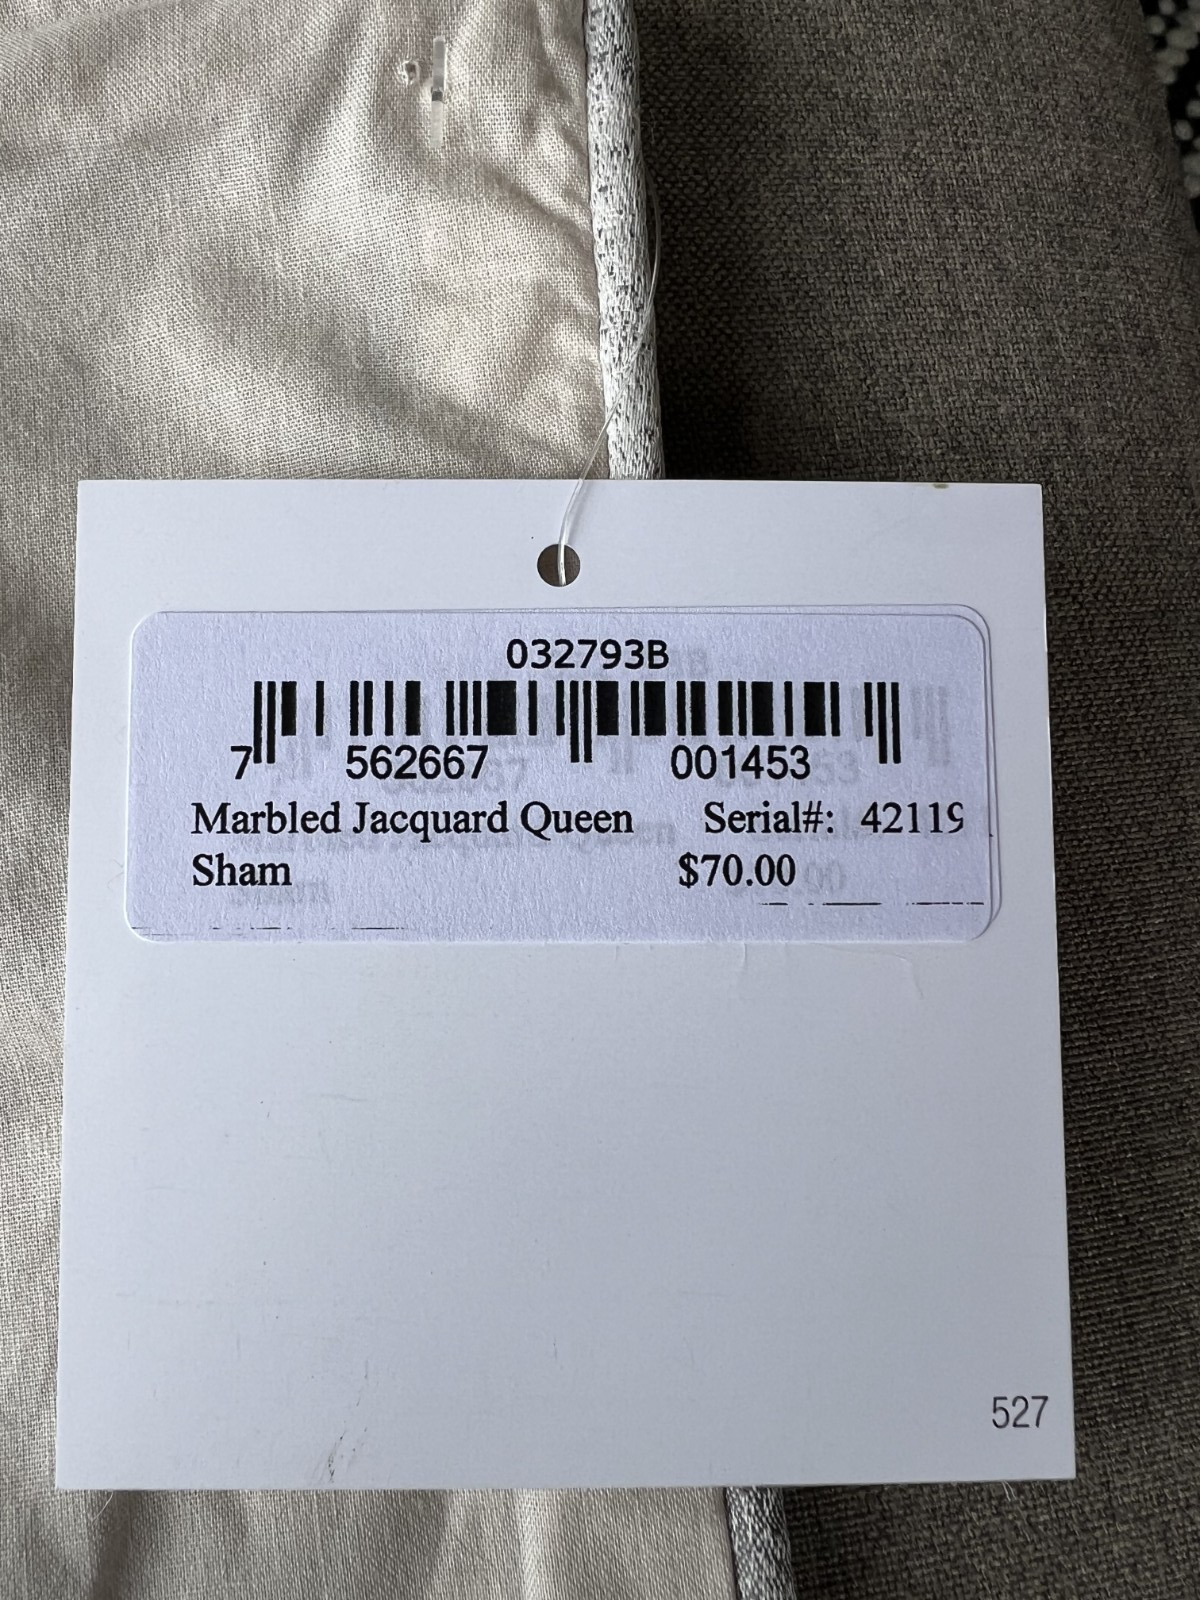 032793B
7 562667 001453
Marbled Jacquard Queen Serial#: 42119
Sham $70.00
527